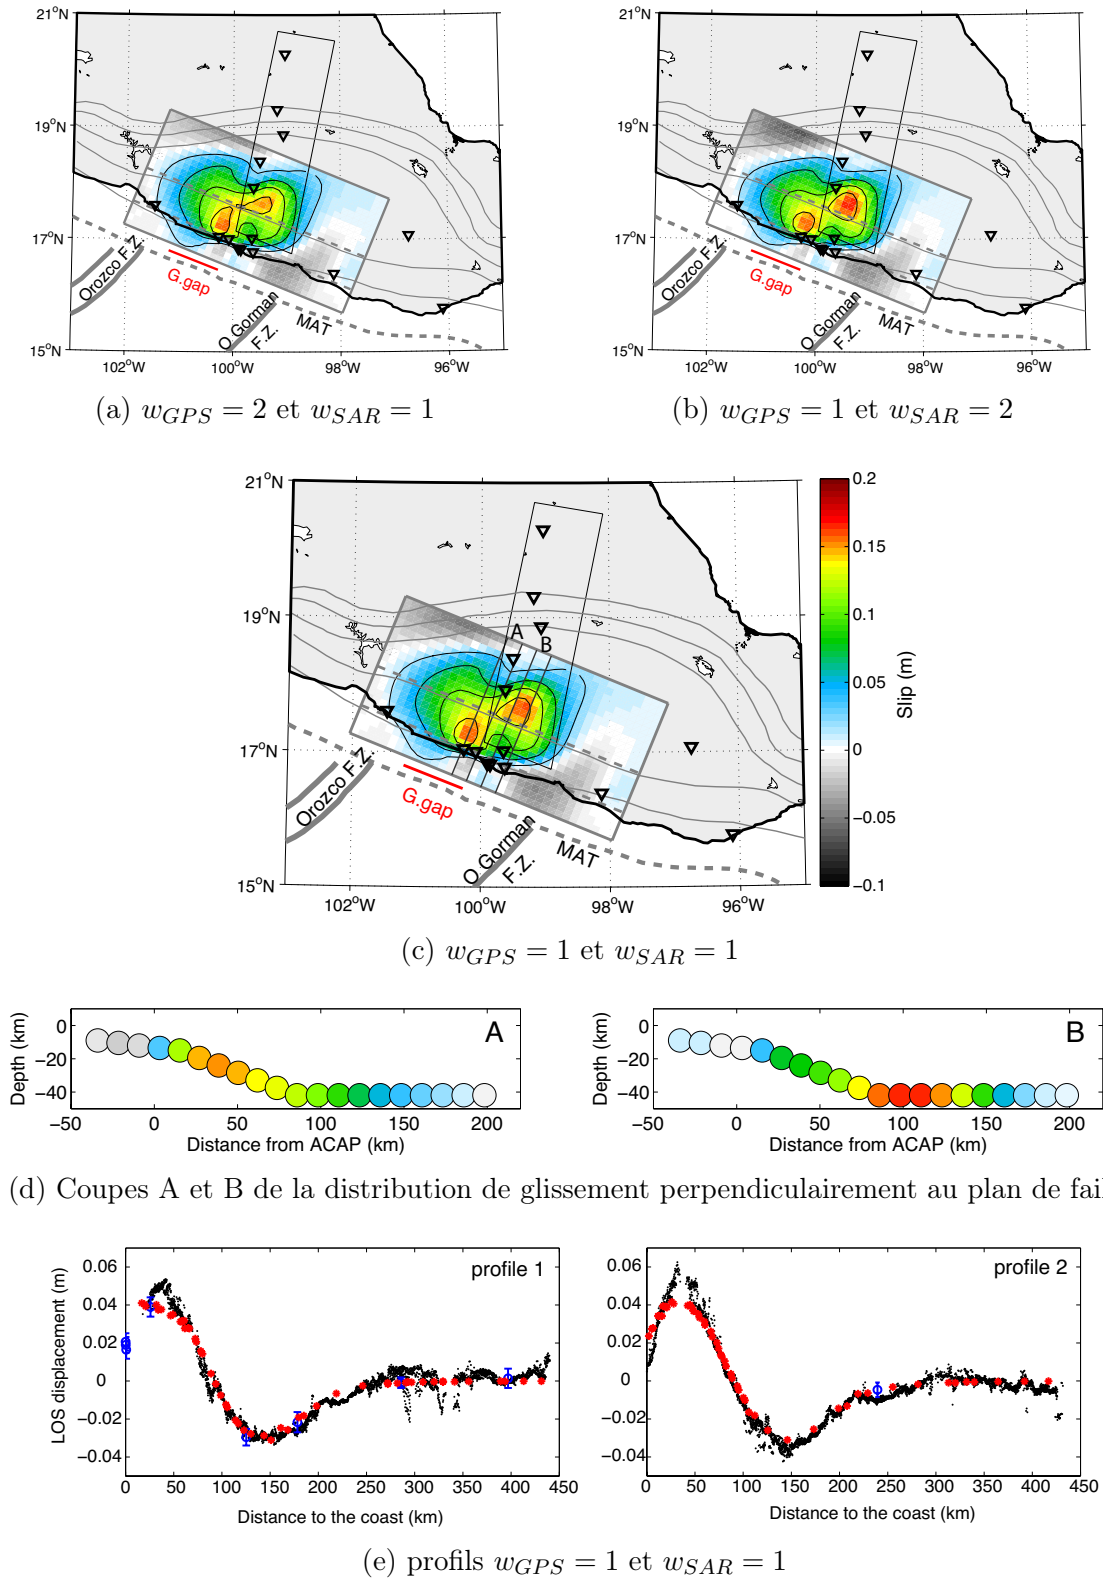 21°N
19°N
17°N
15°N
102°W
100°W
98°W
96°W
Orozco F.Z.
G.gap
O Gorman
F.Z.
MAT
(a) w_GPS = 2 et w_SAR = 1
21°N
19°N
17°N
15°N
102°W
100°W
98°W
96°W
Orozco F.Z.
G.gap
O Gorman
F.Z.
MAT
(b) w_GPS = 1 et w_SAR = 2
21°N
19°N
17°N
15°N
102°W
100°W
98°W
96°W
A
B
Orozco F.Z.
G.gap
O Gorman
F.Z.
MAT
0.2
0.15
0.1
0.05
0
−0.05
−0.1
Slip (m)
(c) w_GPS = 1 et w_SAR = 1
Depth (km)
0
−20
−40
A
−50 0 50 100 150 200
Distance from ACAP (km)
Depth (km)
0
−20
−40
B
−50 0 50 100 150 200
Distance from ACAP (km)
(d) Coupes A et B de la distribution de glissement perpendiculairement au plan de fail
LOS displacement (m)
0.06
0.04
0.02
0
−0.02
−0.04
profile 1
0 50 100 150 200 250 300 350 400 450
Distance to the coast (km)
0.06
0.04
0.02
0
−0.02
−0.04
profile 2
0 50 100 150 200 250 300 350 400 450
Distance to the coast (km)
(e) profils w_GPS = 1 et w_SAR = 1